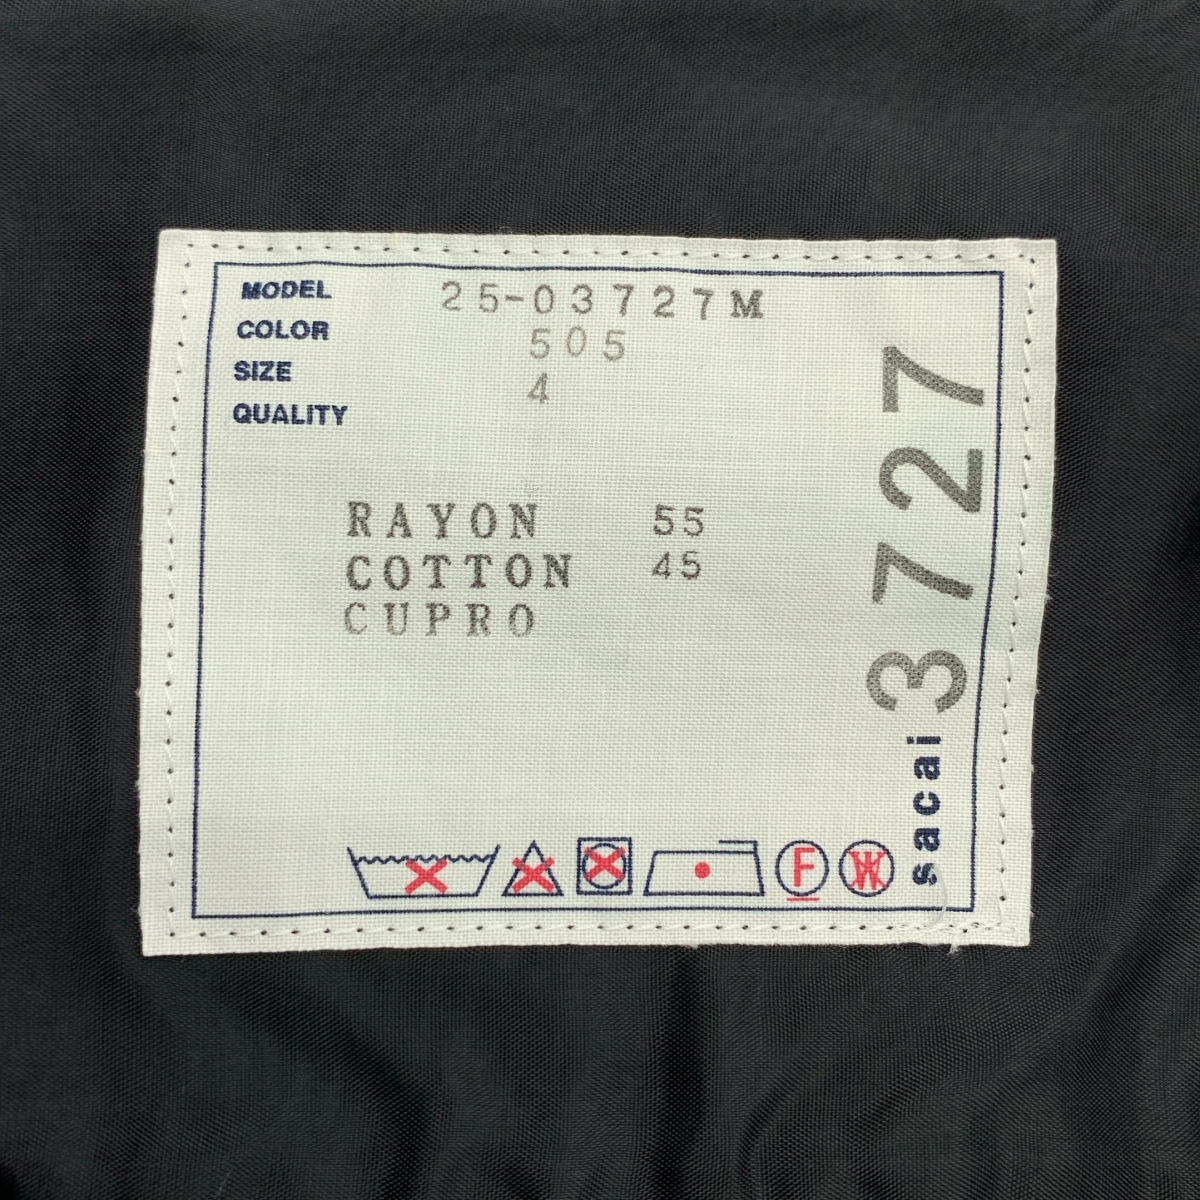 MODEL 25-03727M
COLOR 505
SIZE 4
QUALITY
RAYON 55
COTTON 45
CUPRO
F W
sacai 3727